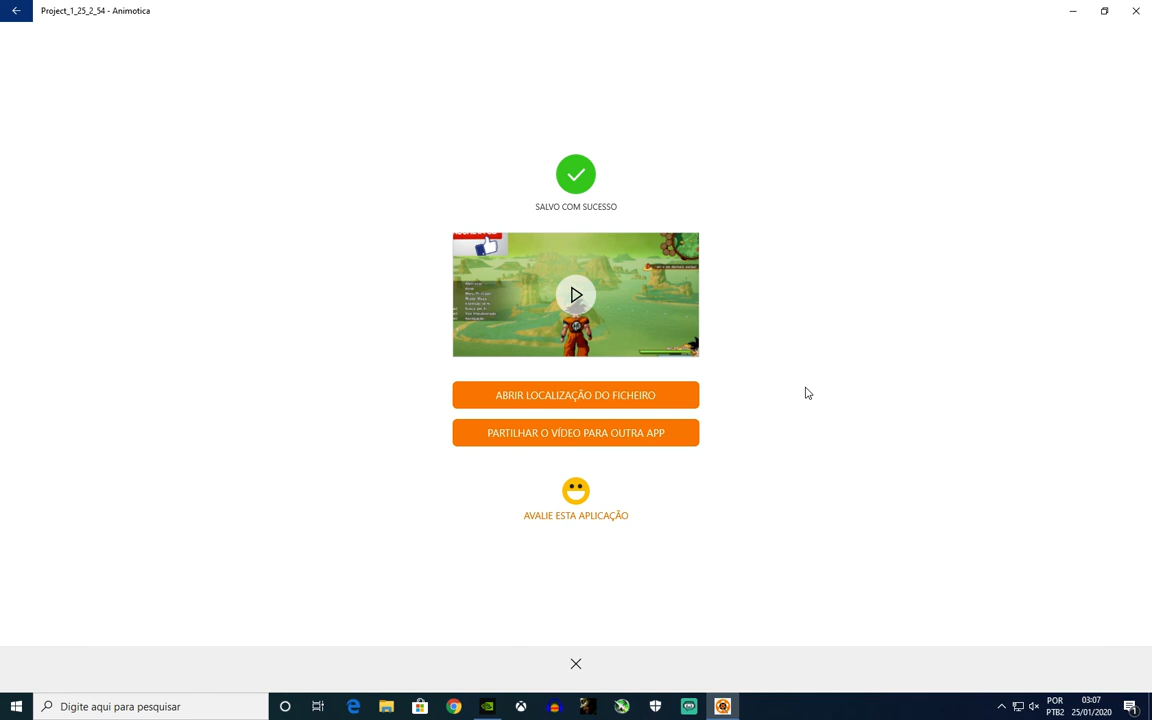 Project_1_25_2_54 - Animotica
SALVO COM SUCESSO
ABRIR LOCALIZAÇÃO DO FICHEIRO
PARTILHAR O VÍDEO PARA OUTRA APP
AVALIE ESTA APLICAÇÃO
Digite aqui para pesquisar
POR
PTB2
03:07
25/01/2020
1